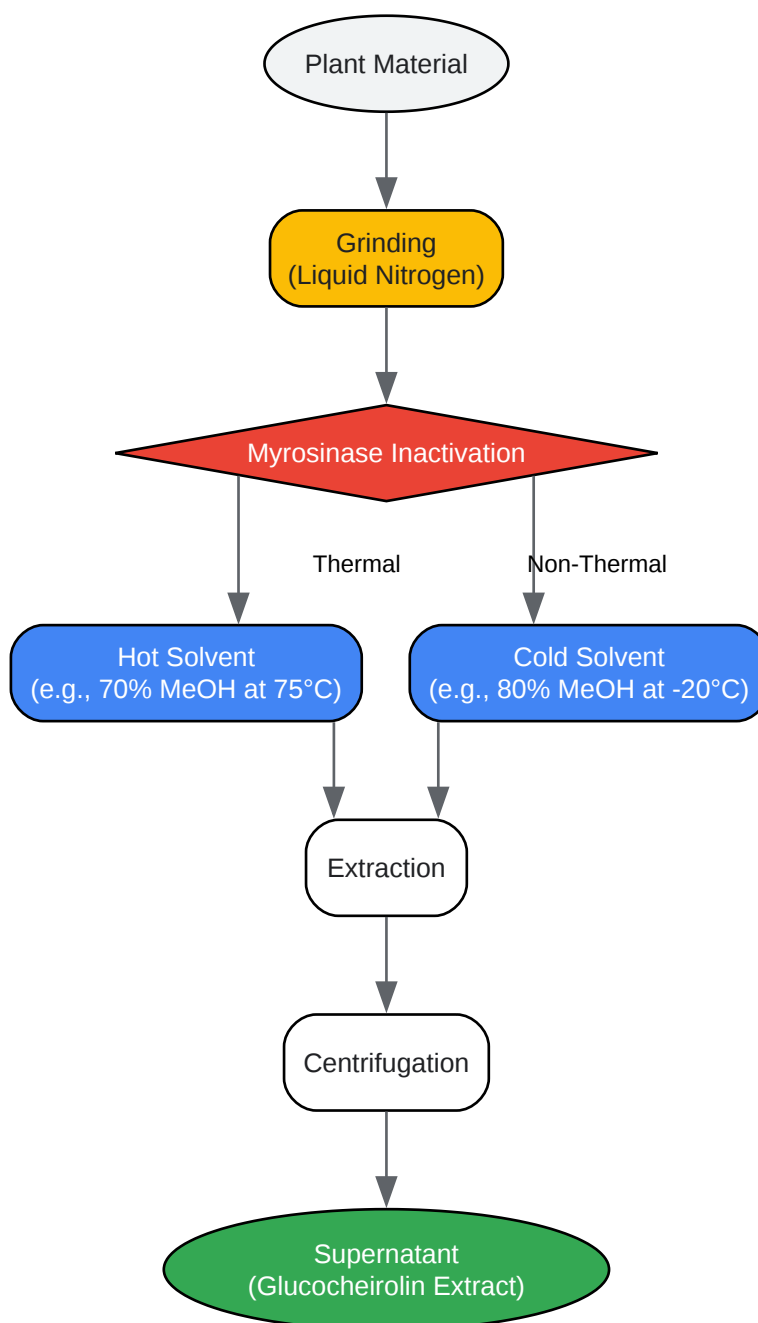 Plant Material
Grinding
(Liquid Nitrogen)
Myrosinase Inactivation
Thermal
Non-Thermal
Hot Solvent
(e.g., 70% MeOH at 75°C)
Cold Solvent
(e.g., 80% MeOH at -20°C)
Extraction
Centrifugation
Supernatant
(Glucocheirolin Extract)